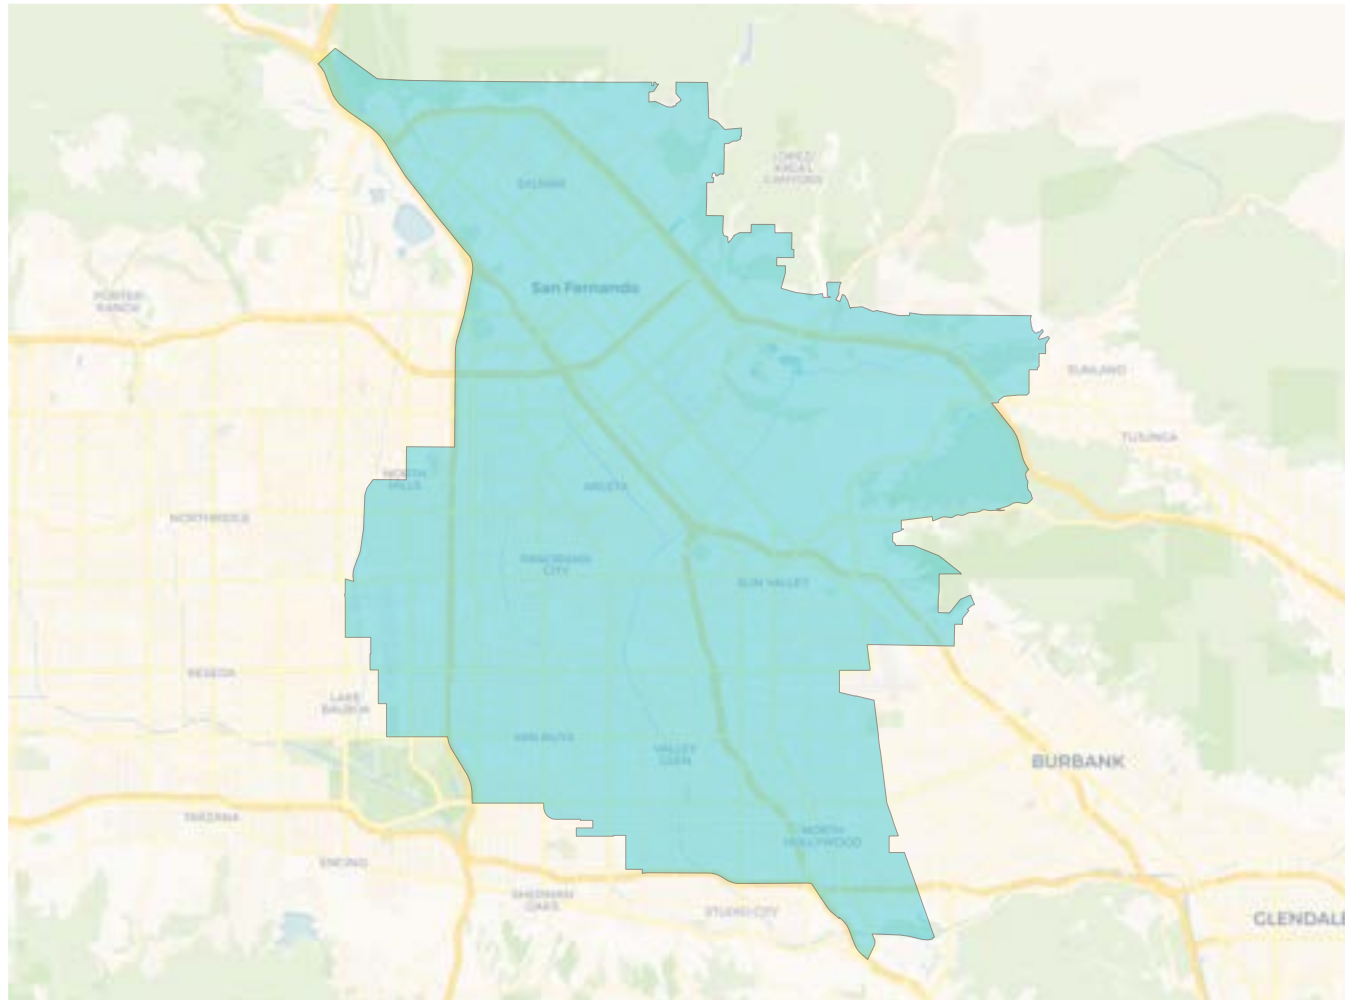 LOPEZ/
KAGEL
CANYONS
SYLMAR
San Fernando
PORTER
RANCH
SUNLAND
TUJUNGA
NORTH
HILLS
ARLETA
NORTHRIDGE
PANORAMA
CITY
SUN VALLEY
RESEDA
LAKE
BALBOA
VAN NUYS
VALLEY
GLEN
BURBANK
TARZANA
NORTH
HOLLYWOOD
ENCINO
SHERMAN
OAKS
STUDIO CITY
GLENDALE